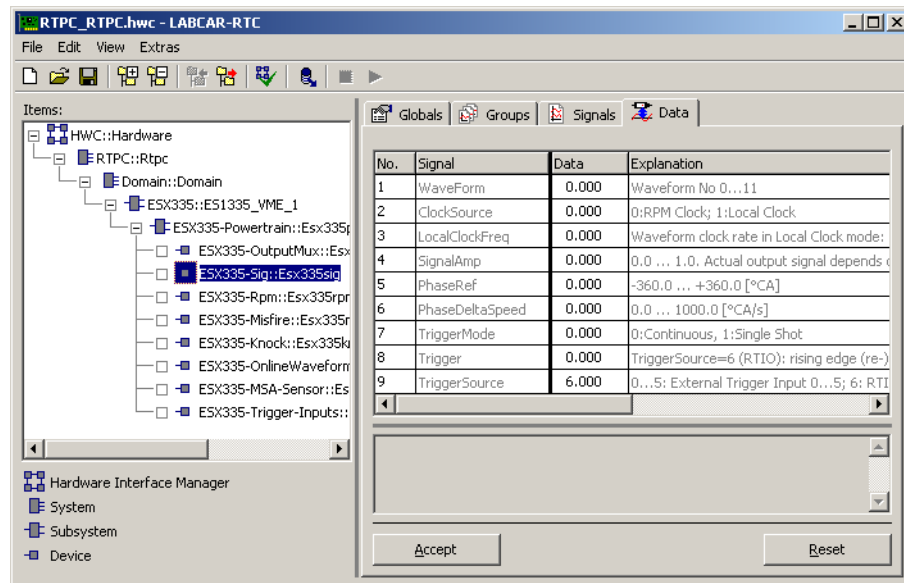 RTPC_RTPC.hwc - LABCAR-RTC
File Edit View Extras
Items:
HWC::Hardware
RTPC::Rtpc
Domain::Domain
ESX335::ES1335_VME_1
ESX335-Powertrain::Esx335p
ESX335-OutputMux::Esx
ESX335-Sig::Esx335sig
ESX335-Rpm::Esx335rpr
ESX335-Misfire::Esx335r
ESX335-Knock::Esx335k
ESX335-OnlineWaveform
ESX335-MSA-Sensor::Es
ESX335-Trigger-Inputs::
Hardware Interface Manager
System
Subsystem
Device
Globals Groups Signals Data
No. Signal Data Explanation
1 WaveForm 0.000 Waveform No 0...11
2 ClockSource 0.000 0:RPM Clock; 1:Local Clock
3 LocalClockFreq 0.000 Waveform clock rate in Local Clock mode:
4 SignalAmp 0.000 0.0 ... 1.0. Actual output signal depends
5 PhaseRef 0.000 -360.0 ... +360.0 [°CA]
6 PhaseDeltaSpeed 0.000 0.0 ... 1000.0 [°CA/s]
7 TriggerMode 0.000 0:Continuous, 1:Single Shot
8 Trigger 0.000 TriggerSource=6 (RTIO): rising edge (re-)
9 TriggerSource 6.000 0...5: External Trigger Input 0...5; 6: RTI
Accept Reset